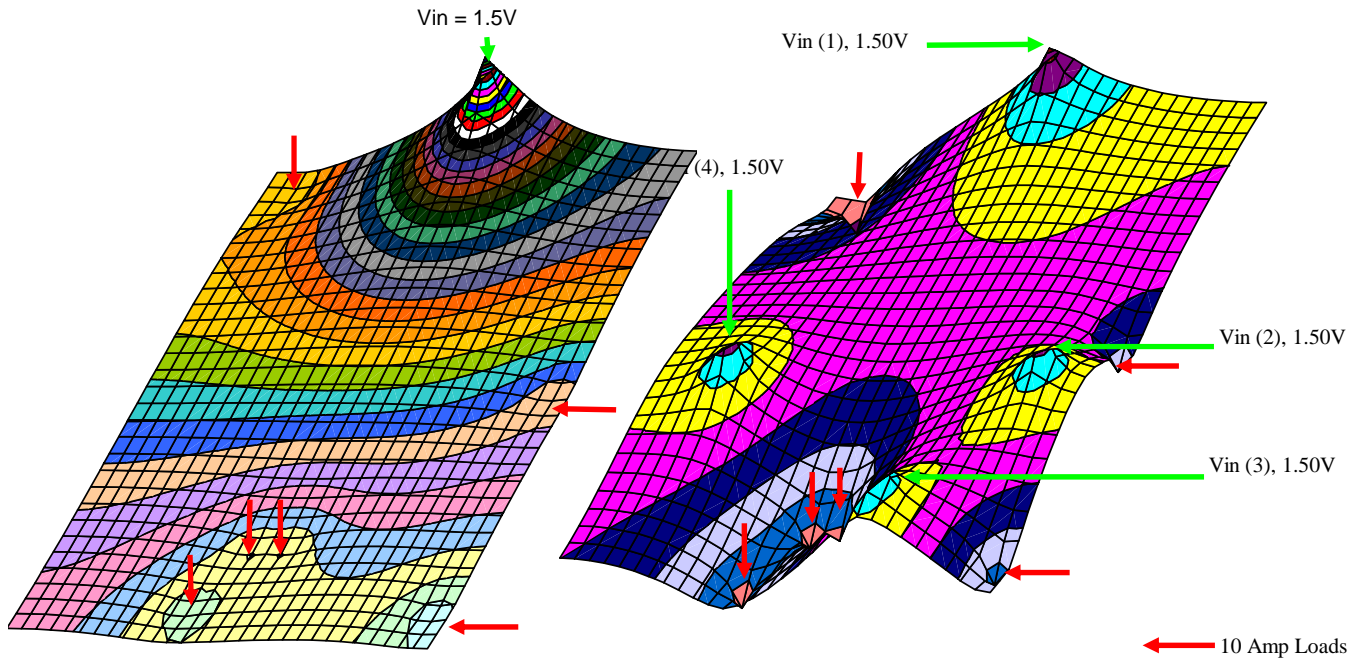 Vin = 1.5V
Vin (1), 1.50V
(4), 1.50V
Vin (2), 1.50V
Vin (3), 1.50V
10 Amp Loads